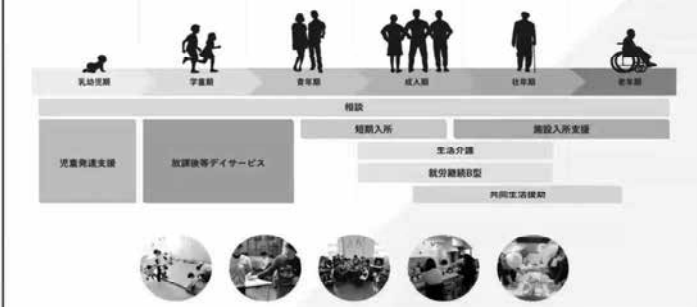 乳幼児期
学童期
青年期
成人期
壮年期
老年期
相談
児童発達支援
放課後等デイサービス
短期入所
施設入所支援
生活介護
就労継続B型
共同生活援助